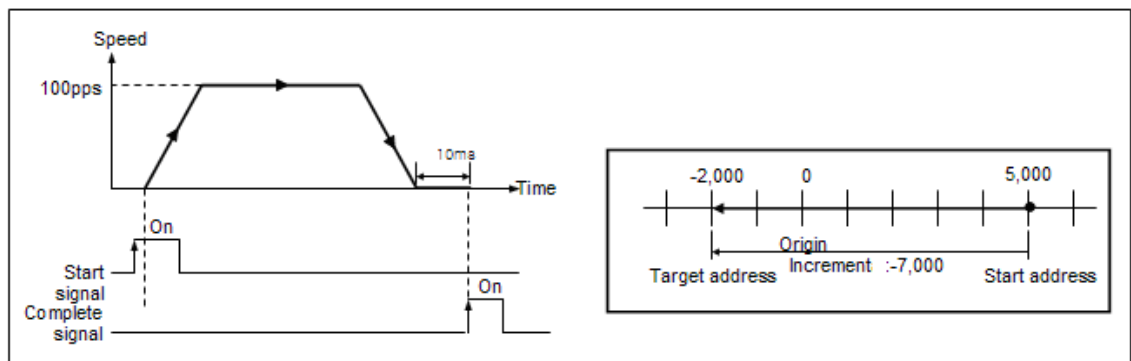 Speed
100pps
10ma
Time
On
Start
signal
On
Complete
signal
-2,000 0 5,000
Origin
Increment :-7,000
Target address Start address